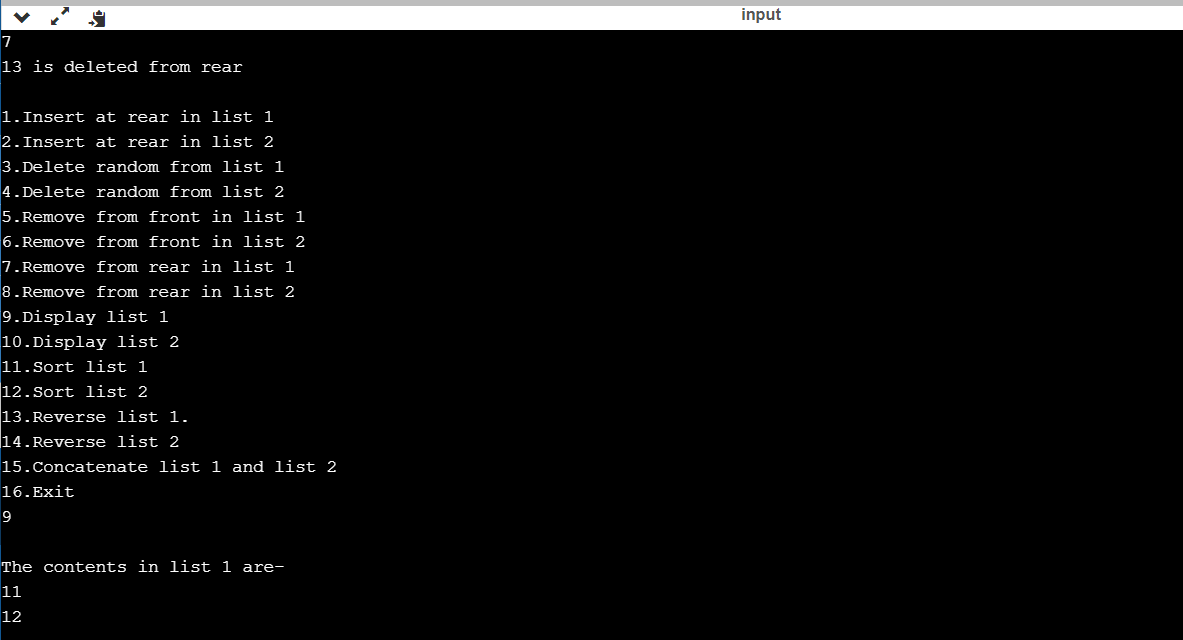 input
7
13 is deleted from rear
1.Insert at rear in list 1
2.Insert at rear in list 2
3.Delete random from list 1
4.Delete random from list 2
5.Remove from front in list 1
6.Remove from front in list 2
7.Remove from rear in list 1
8.Remove from rear in list 2
9.Display list 1
10.Display list 2
11.Sort list 1
12.Sort list 2
13.Reverse list 1.
14.Reverse list 2
15.Concatenate list 1 and list 2
16.Exit
9
The contents in list 1 are-
11
12